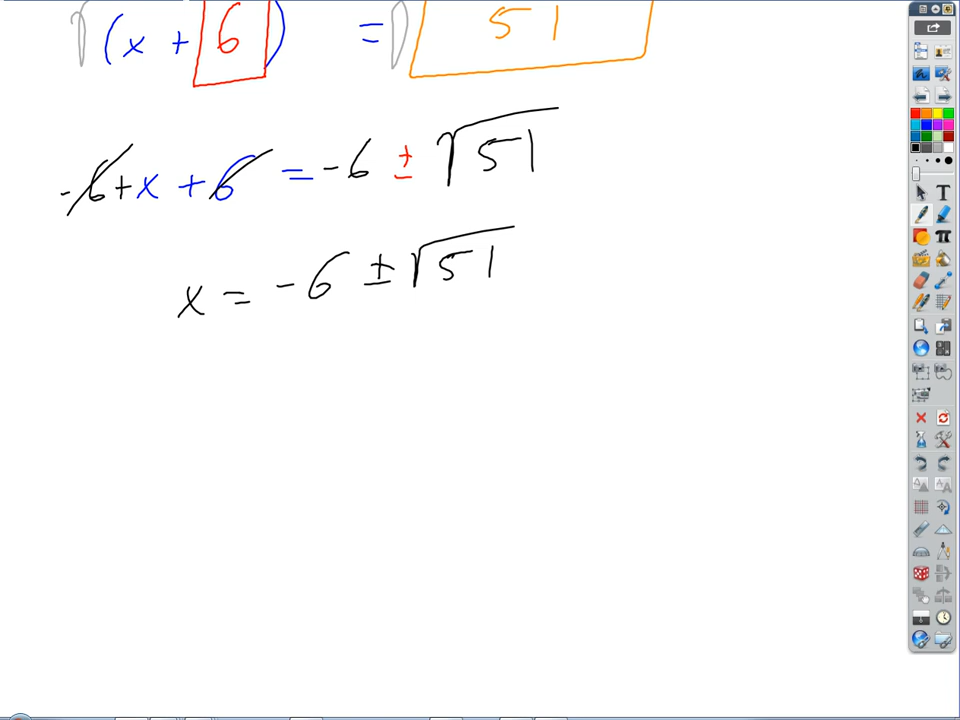 √(x + 6) = √51
-6 + x + 6 = -6 ± √51
x = -6 ± √51
T
π